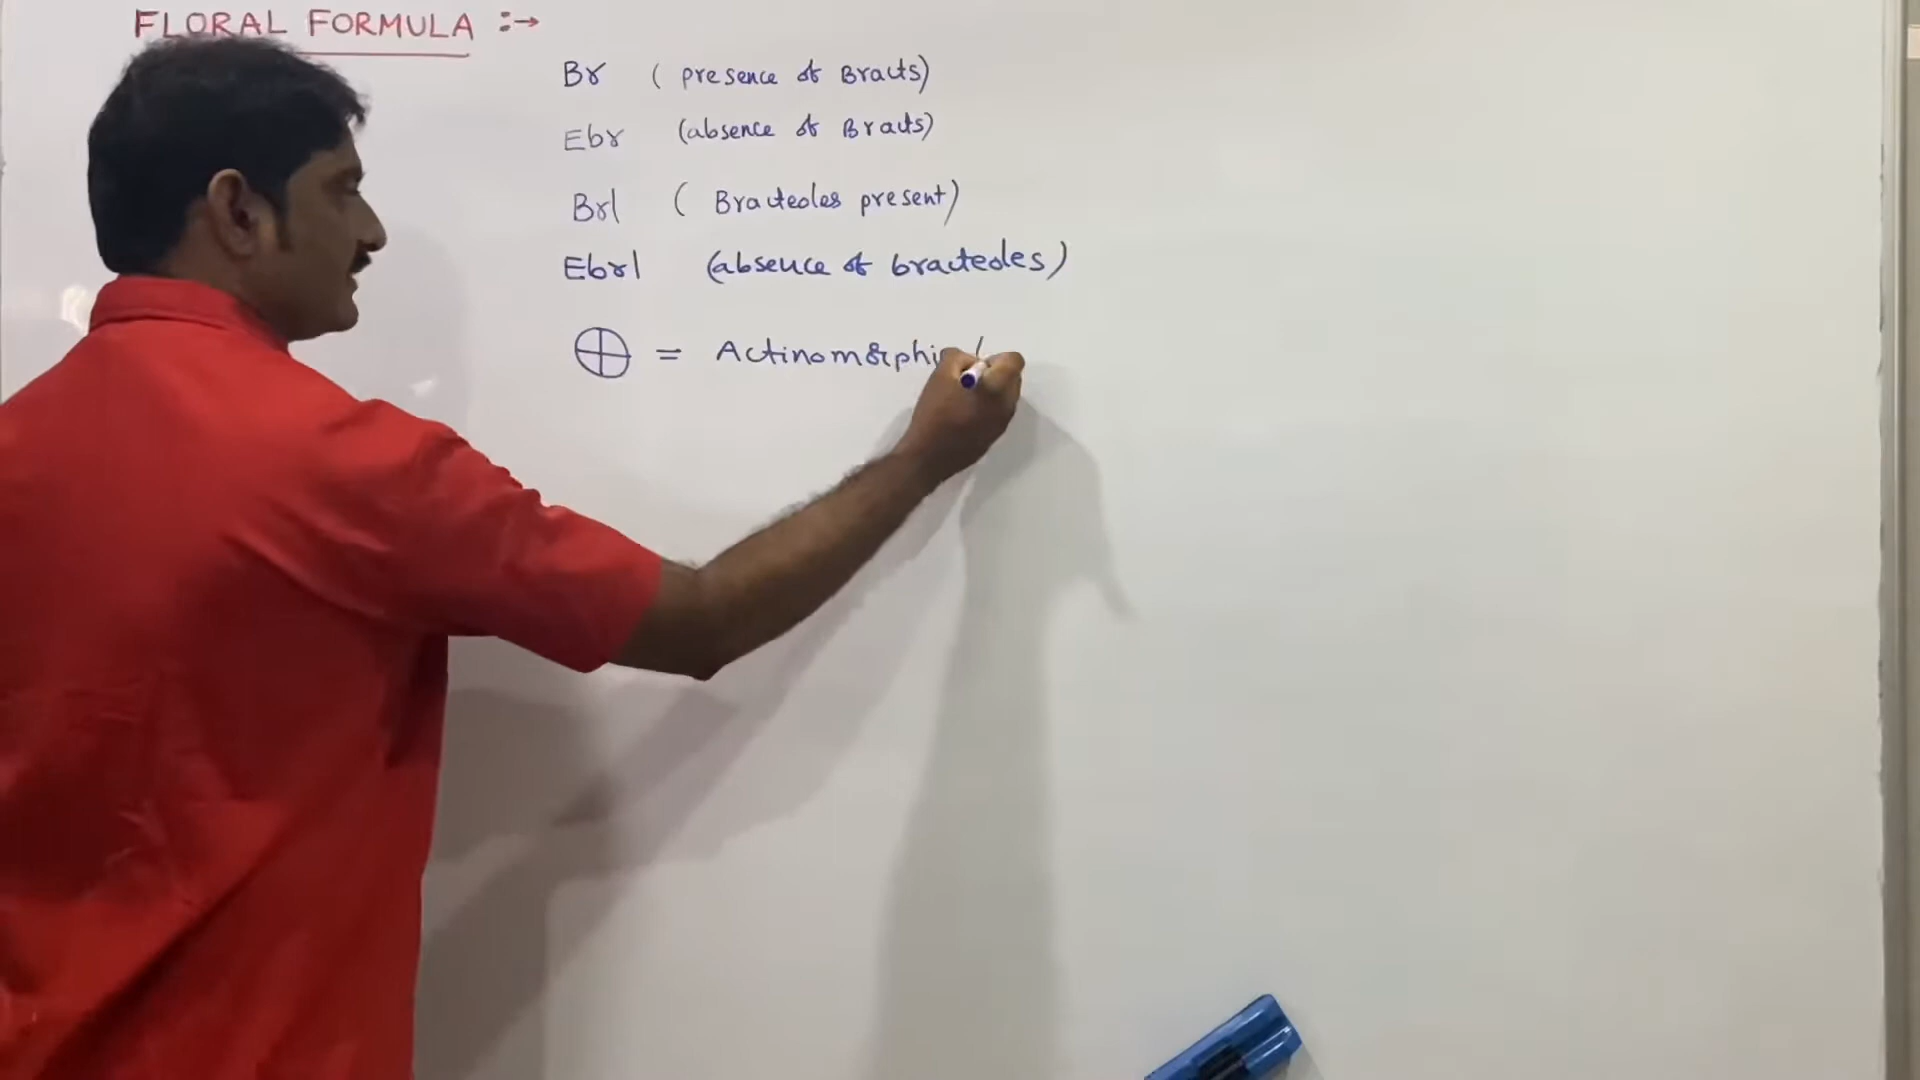 FLORAL FORMULA :→
Br ( presence of Bracts)
Ebr (absence of Bracts)
Brl ( Bracteoles present)
Ebrl (absence of bracteoles)
⊕ = Actinomorphic (